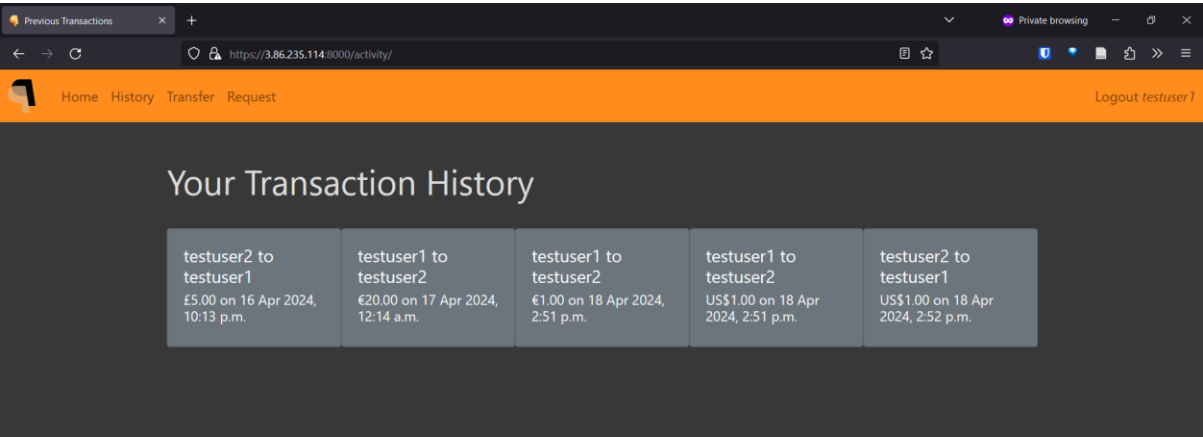 Previous Transactions
Private browsing
https://3.86.235.114:8000/activity/
Home History Transfer Request
Logout testuser1
Your Transaction History
testuser2 to
testuser1
£5.00 on 16 Apr 2024,
10:13 p.m.
testuser1 to
testuser2
€20.00 on 17 Apr 2024,
12:14 a.m.
testuser1 to
testuser2
€1.00 on 18 Apr 2024,
2:51 p.m.
testuser1 to
testuser2
US$1.00 on 18 Apr
2024, 2:51 p.m.
testuser2 to
testuser1
US$1.00 on 18 Apr
2024, 2:52 p.m.